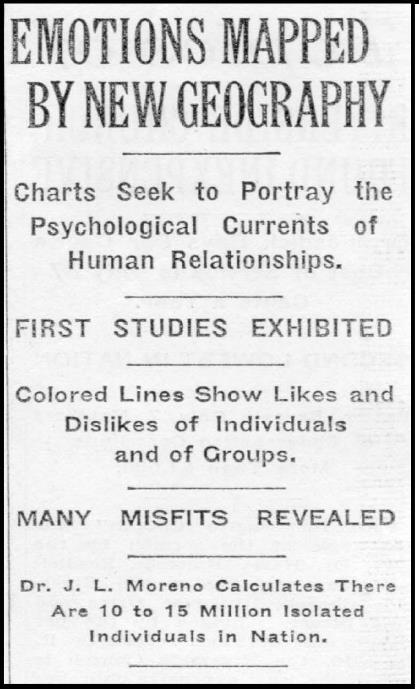 EMOTIONS MAPPED
BY NEW GEOGRAPHY
Charts Seek to Portray the
Psychological Currents of
Human Relationships.
FIRST STUDIES EXHIBITED
Colored Lines Show Likes and
Dislikes of Individuals
and of Groups.
MANY MISFITS REVEALED
Dr. J. L. Moreno Calculates There
Are 10 to 15 Million Isolated
Individuals in Nation.